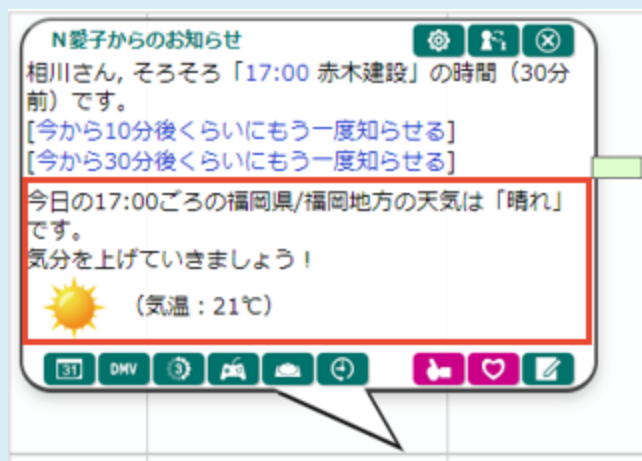 N愛子からのお知らせ
相川さん, そろそろ「17:00 赤木建設」の時間（30分
前）です。
[今から10分後くらいにもう一度知らせる]
[今から30分後くらいにもう一度知らせる]
今日の17:00ごろの福岡県/福岡地方の天気は「晴れ」
です。
気分を上げていきましょう！
（気温：21℃）
31 DMV 3